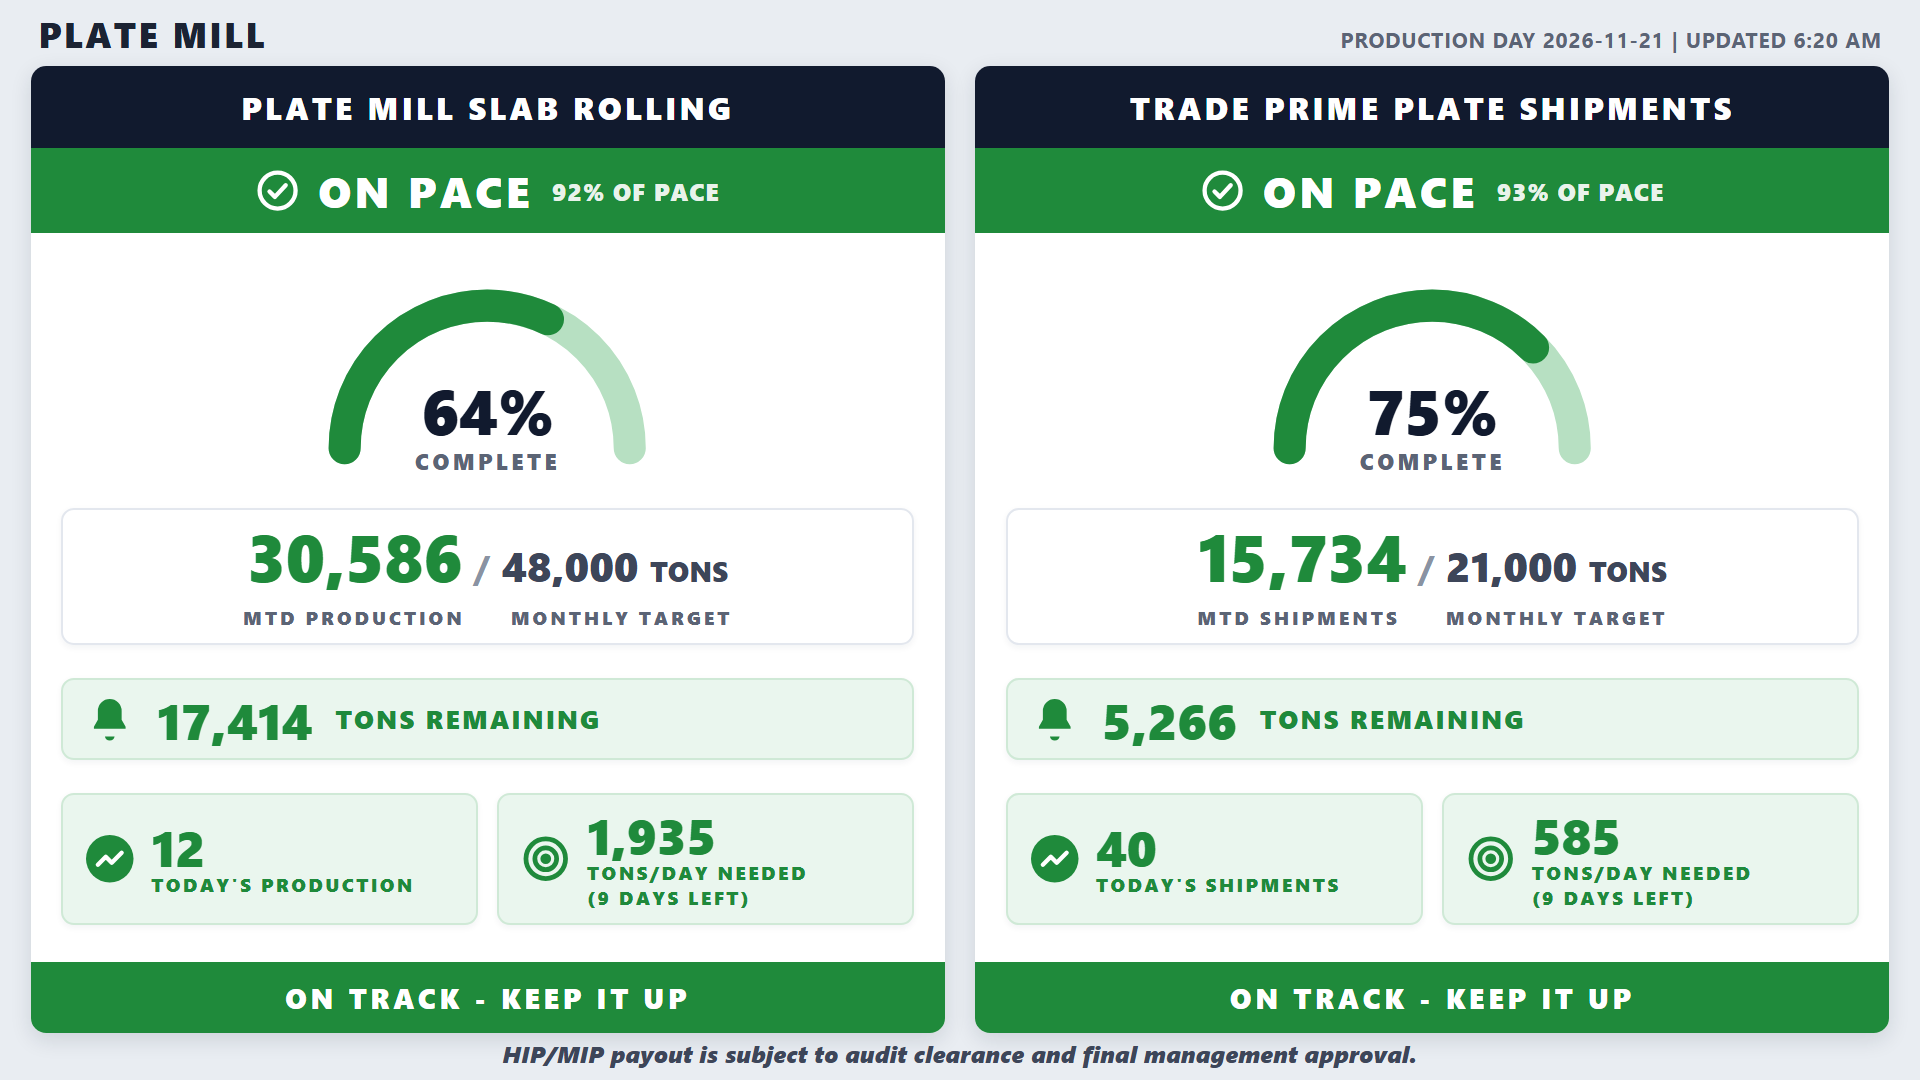 PLATE MILL
PRODUCTION DAY 2026-11-21 | UPDATED 6:20 AM
PLATE MILL SLAB ROLLING
ON PACE 92% OF PACE
64%
COMPLETE
30,586 / 48,000 TONS
MTD PRODUCTION MONTHLY TARGET
17,414 TONS REMAINING
12
TODAY'S PRODUCTION
1,935
TONS/DAY NEEDED
(9 DAYS LEFT)
ON TRACK - KEEP IT UP
TRADE PRIME PLATE SHIPMENTS
ON PACE 93% OF PACE
75%
COMPLETE
15,734 / 21,000 TONS
MTD SHIPMENTS MONTHLY TARGET
5,266 TONS REMAINING
40
TODAY'S SHIPMENTS
585
TONS/DAY NEEDED
(9 DAYS LEFT)
ON TRACK - KEEP IT UP
HIP/MIP payout is subject to audit clearance and final management approval.